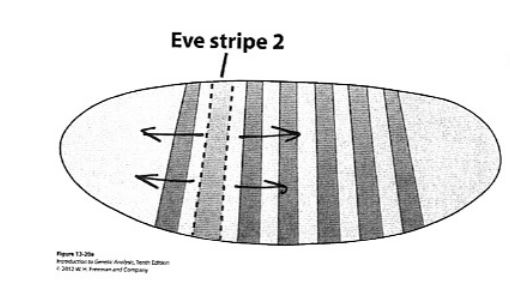 Eve stripe 2
Figure 13-20a
Introduction to Genetic Analysis, Tenth Edition
© 2012 W. H. Freeman and Company